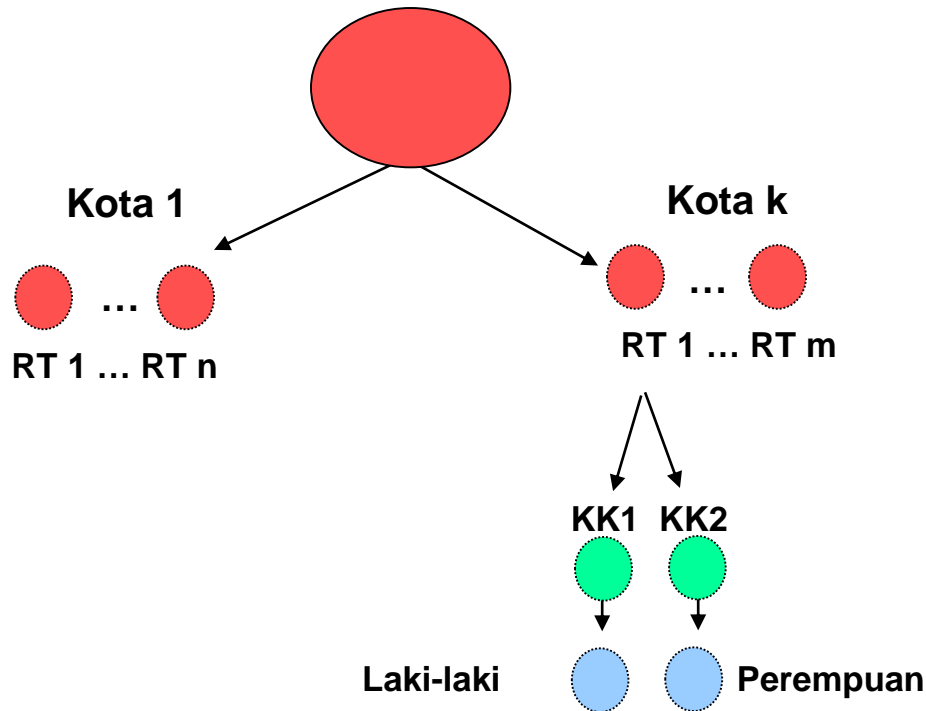 Kota 1
Kota k
… …
RT 1 … RT n
RT 1 … RT m
KK1 KK2
Laki-laki Perempuan